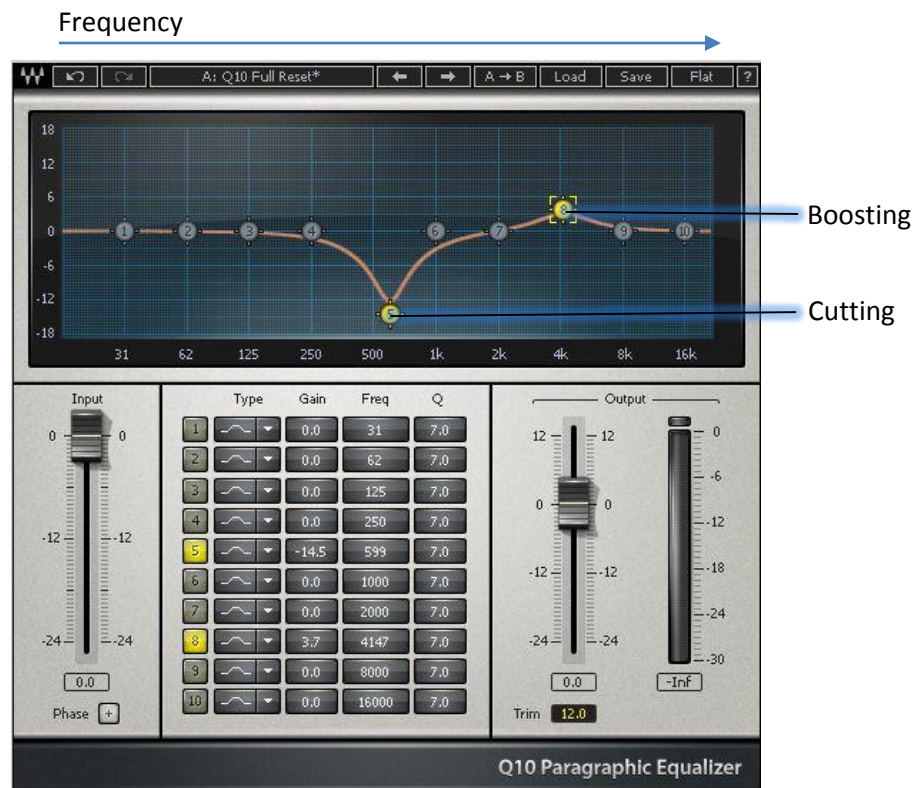 Frequency
A: Q10 Full Reset* A→B Load Save Flat ?
18
12
6
0
-6
-12
-18
1 2 3 4 5 6 7 8 9 10
31 62 125 250 500 1k 2k 4k 8k 16k
Boosting
Cutting
Input
0 0
-12 -12
-24 -24
0.0
Phase +
Type Gain Freq Q
1 0.0 31 7.0
2 0.0 62 7.0
3 0.0 125 7.0
4 0.0 250 7.0
5 -14.5 599 7.0
6 0.0 1000 7.0
7 0.0 2000 7.0
8 3.7 4147 7.0
9 0.0 8000 7.0
10 0.0 16000 7.0
Output
12 12
0 0
-12 -12
-24 -24
0.0
Trim 12.0
0
-6
-12
-18
-24
-30
-Inf
Q10 Paragraphic Equalizer